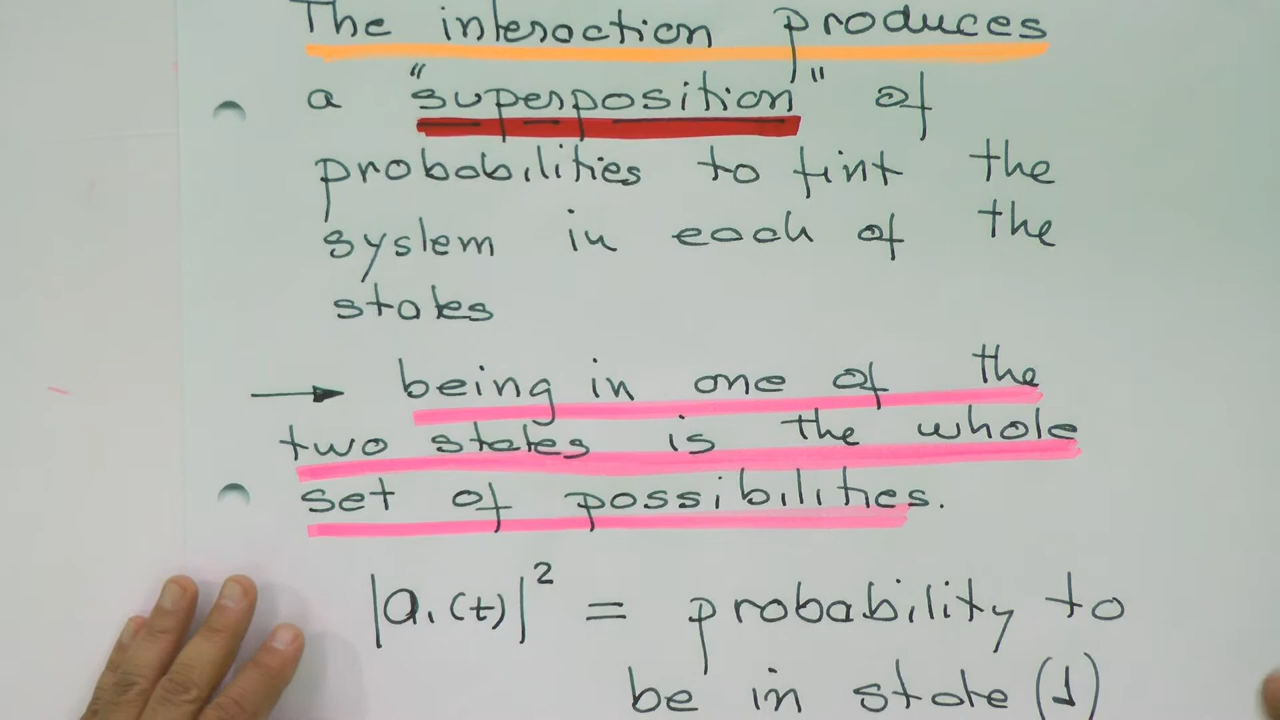 The interaction produces
a "superposition" of
probabilities to fint the
system in each of the
states
→ being in one of the
two states is the whole
set of possibilities.
|a₁(t)|² = probability to
be in state (1)